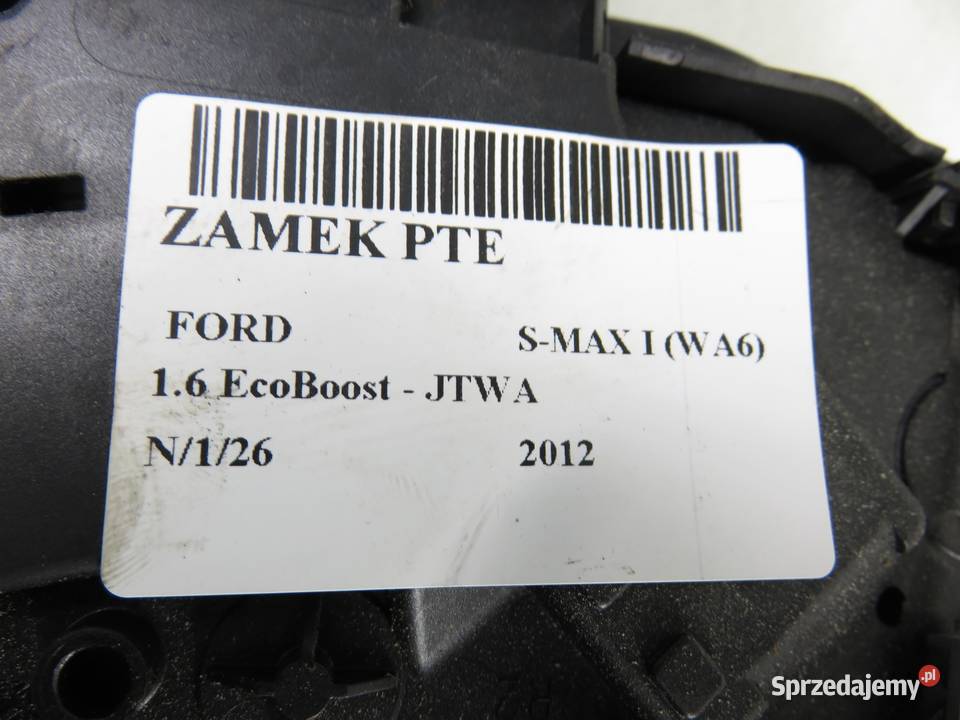 ZAMEK PTE
FORD S-MAX I (WA6)
1.6 EcoBoost - JTWA
N/1/26 2012
Sprzedajemy.pl